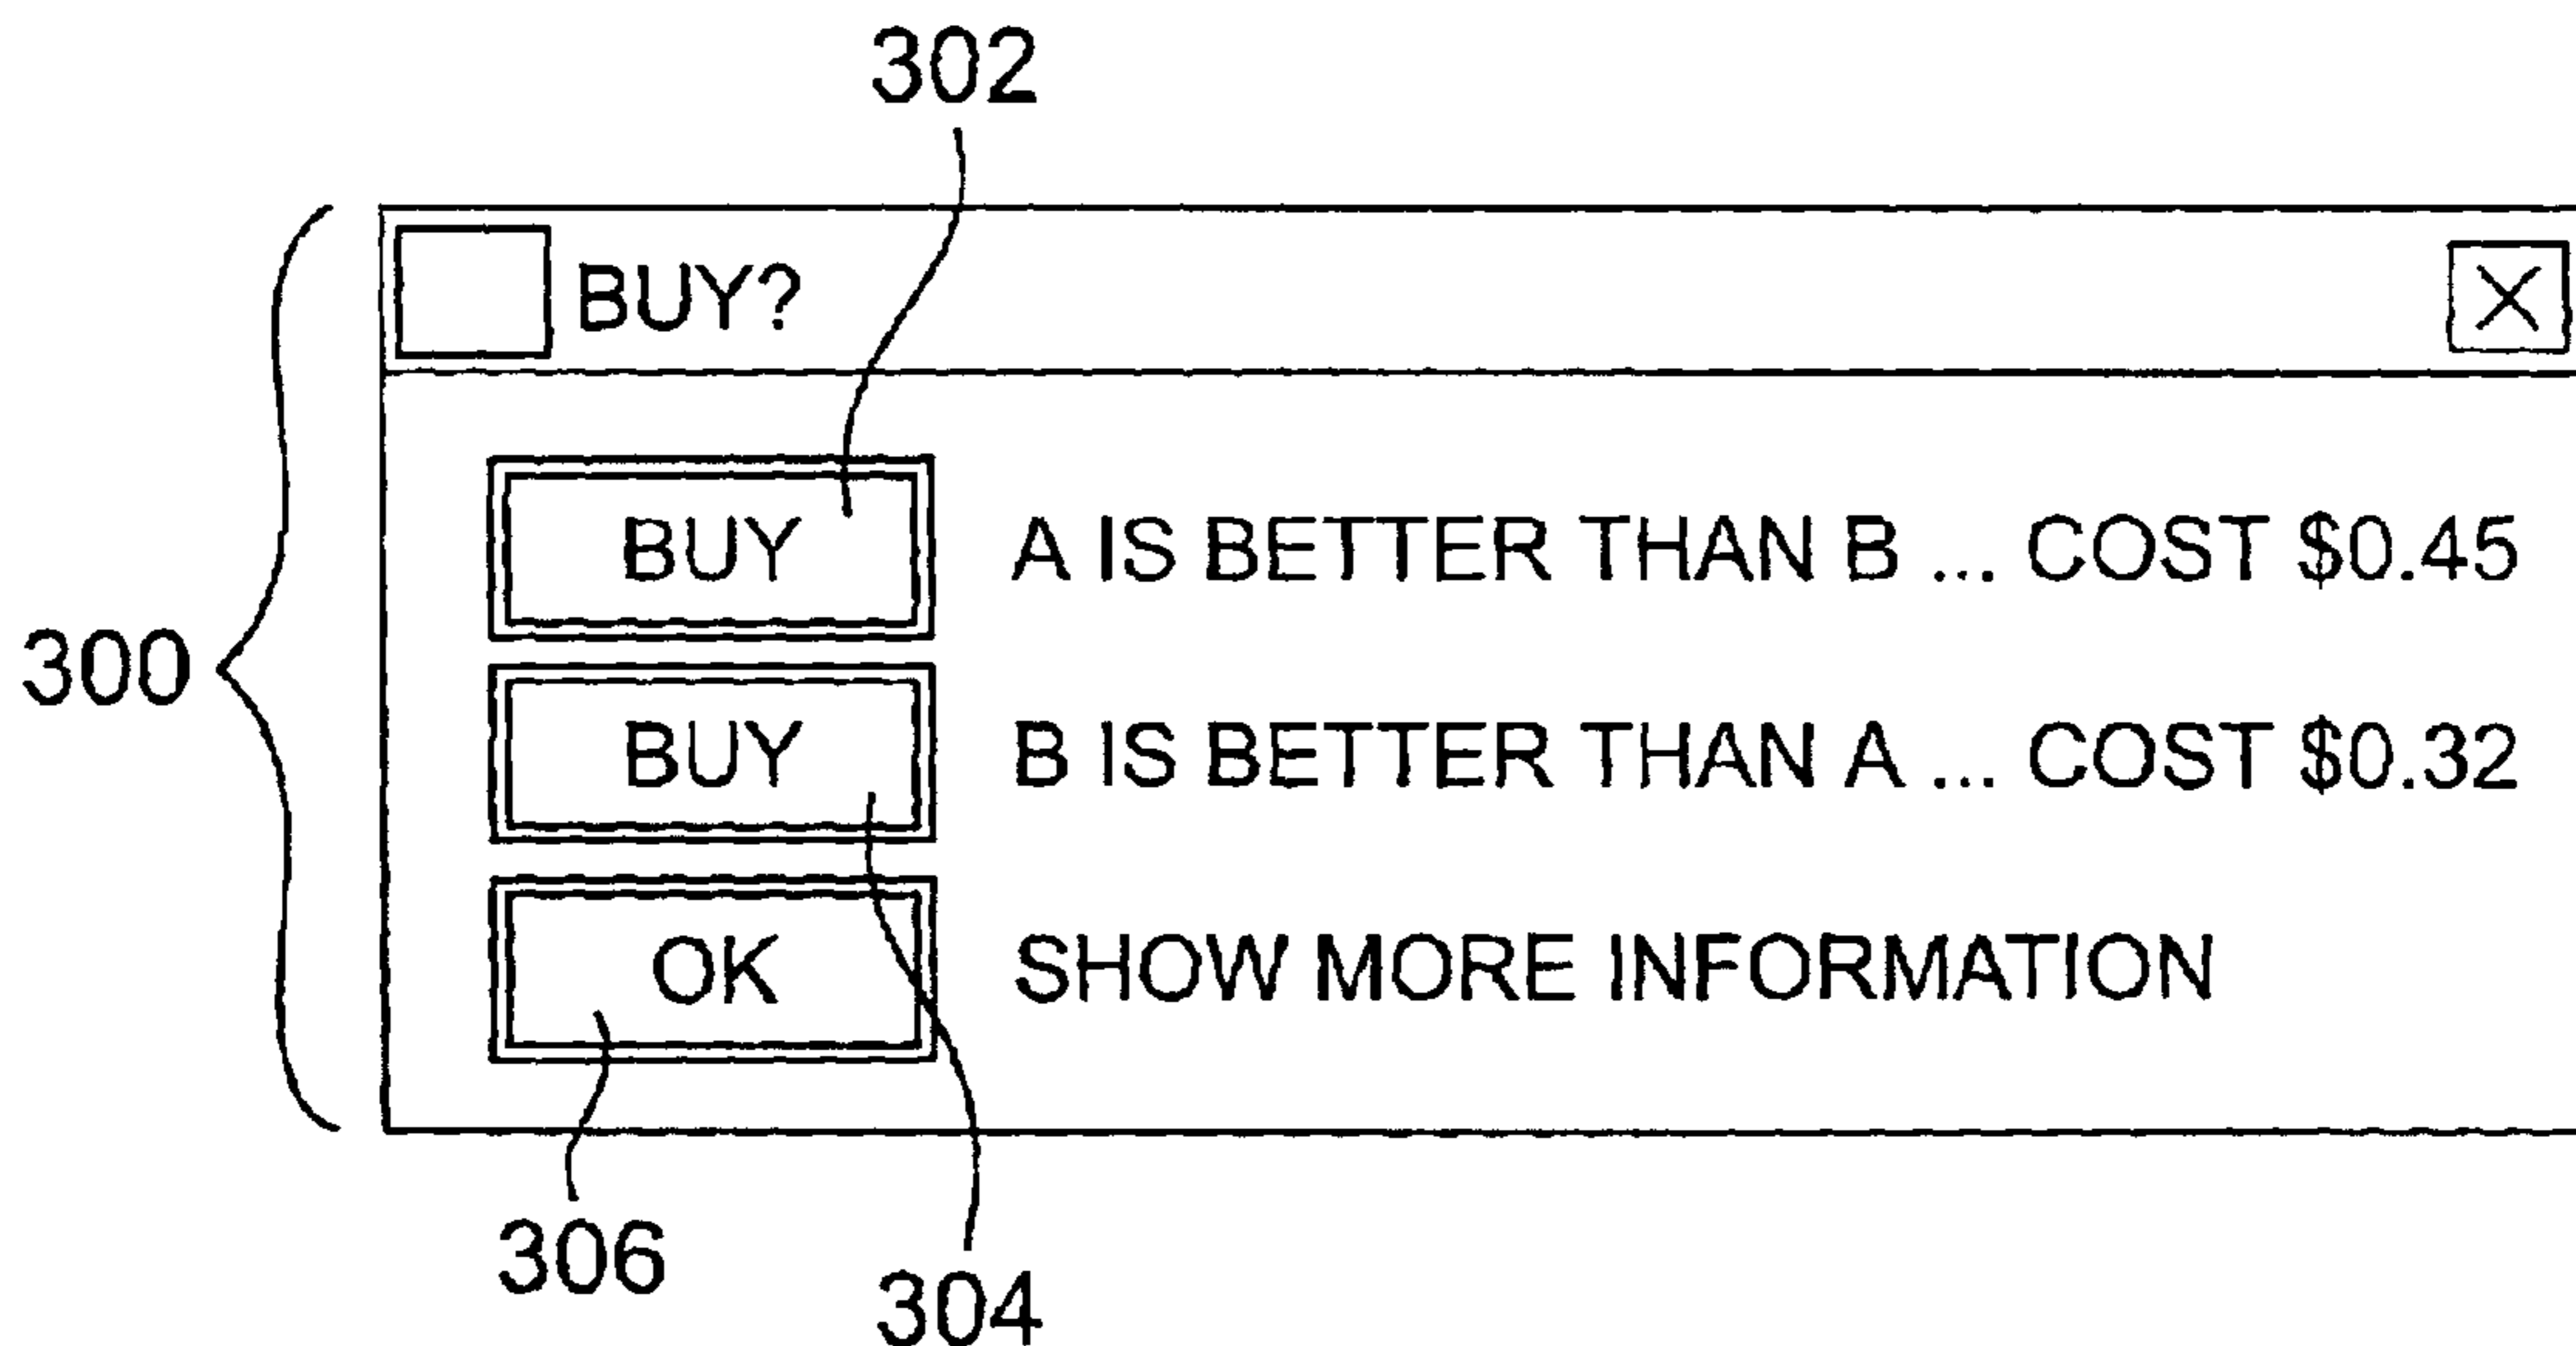 302
BUY? X
BUY A IS BETTER THAN B ... COST $0.45
300
BUY B IS BETTER THAN A ... COST $0.32
OK SHOW MORE INFORMATION
306
304